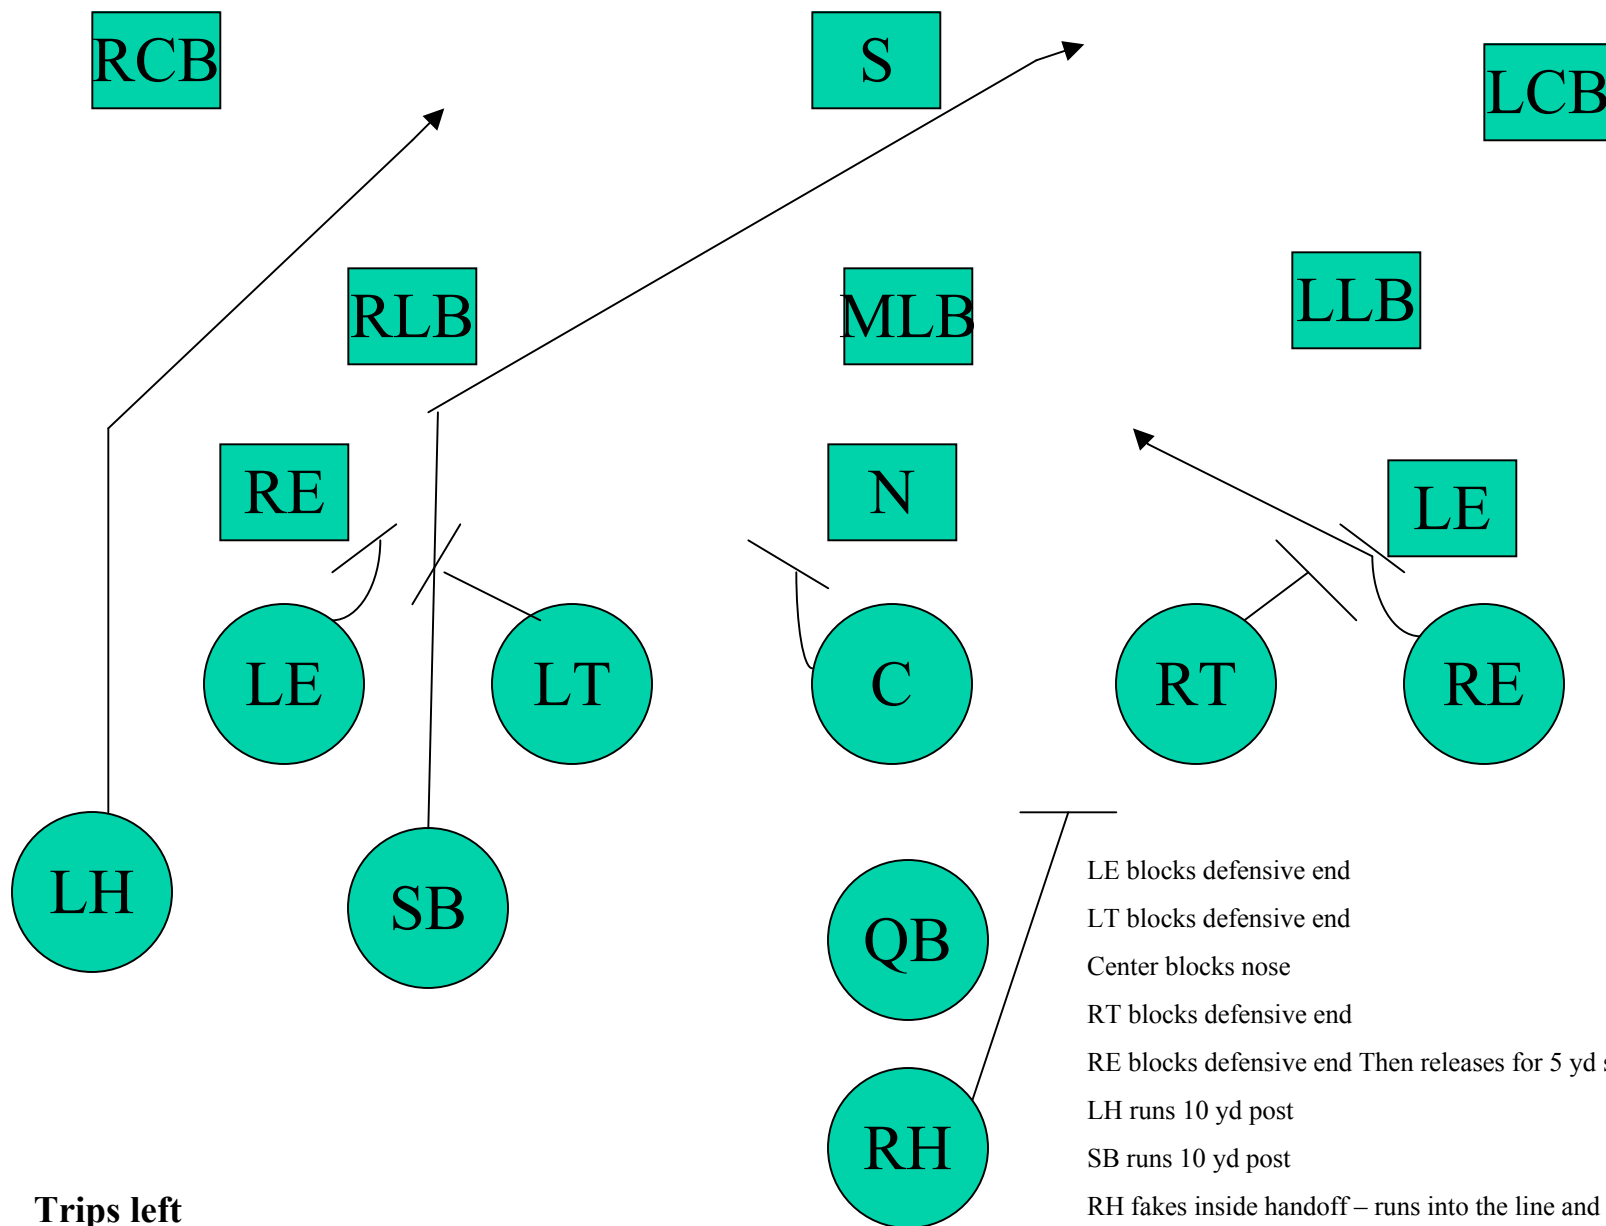 RCB S LCB
RLB MLB LLB
RE N LE
LE LT C RT RE
LH SB QB RH
LE blocks defensive end
LT blocks defensive end
Center blocks nose
RT blocks defensive end
RE blocks defensive end Then releases for 5 yd
LH runs 10 yd post
SB runs 10 yd post
RH fakes inside handoff – runs into the line and
Trips left